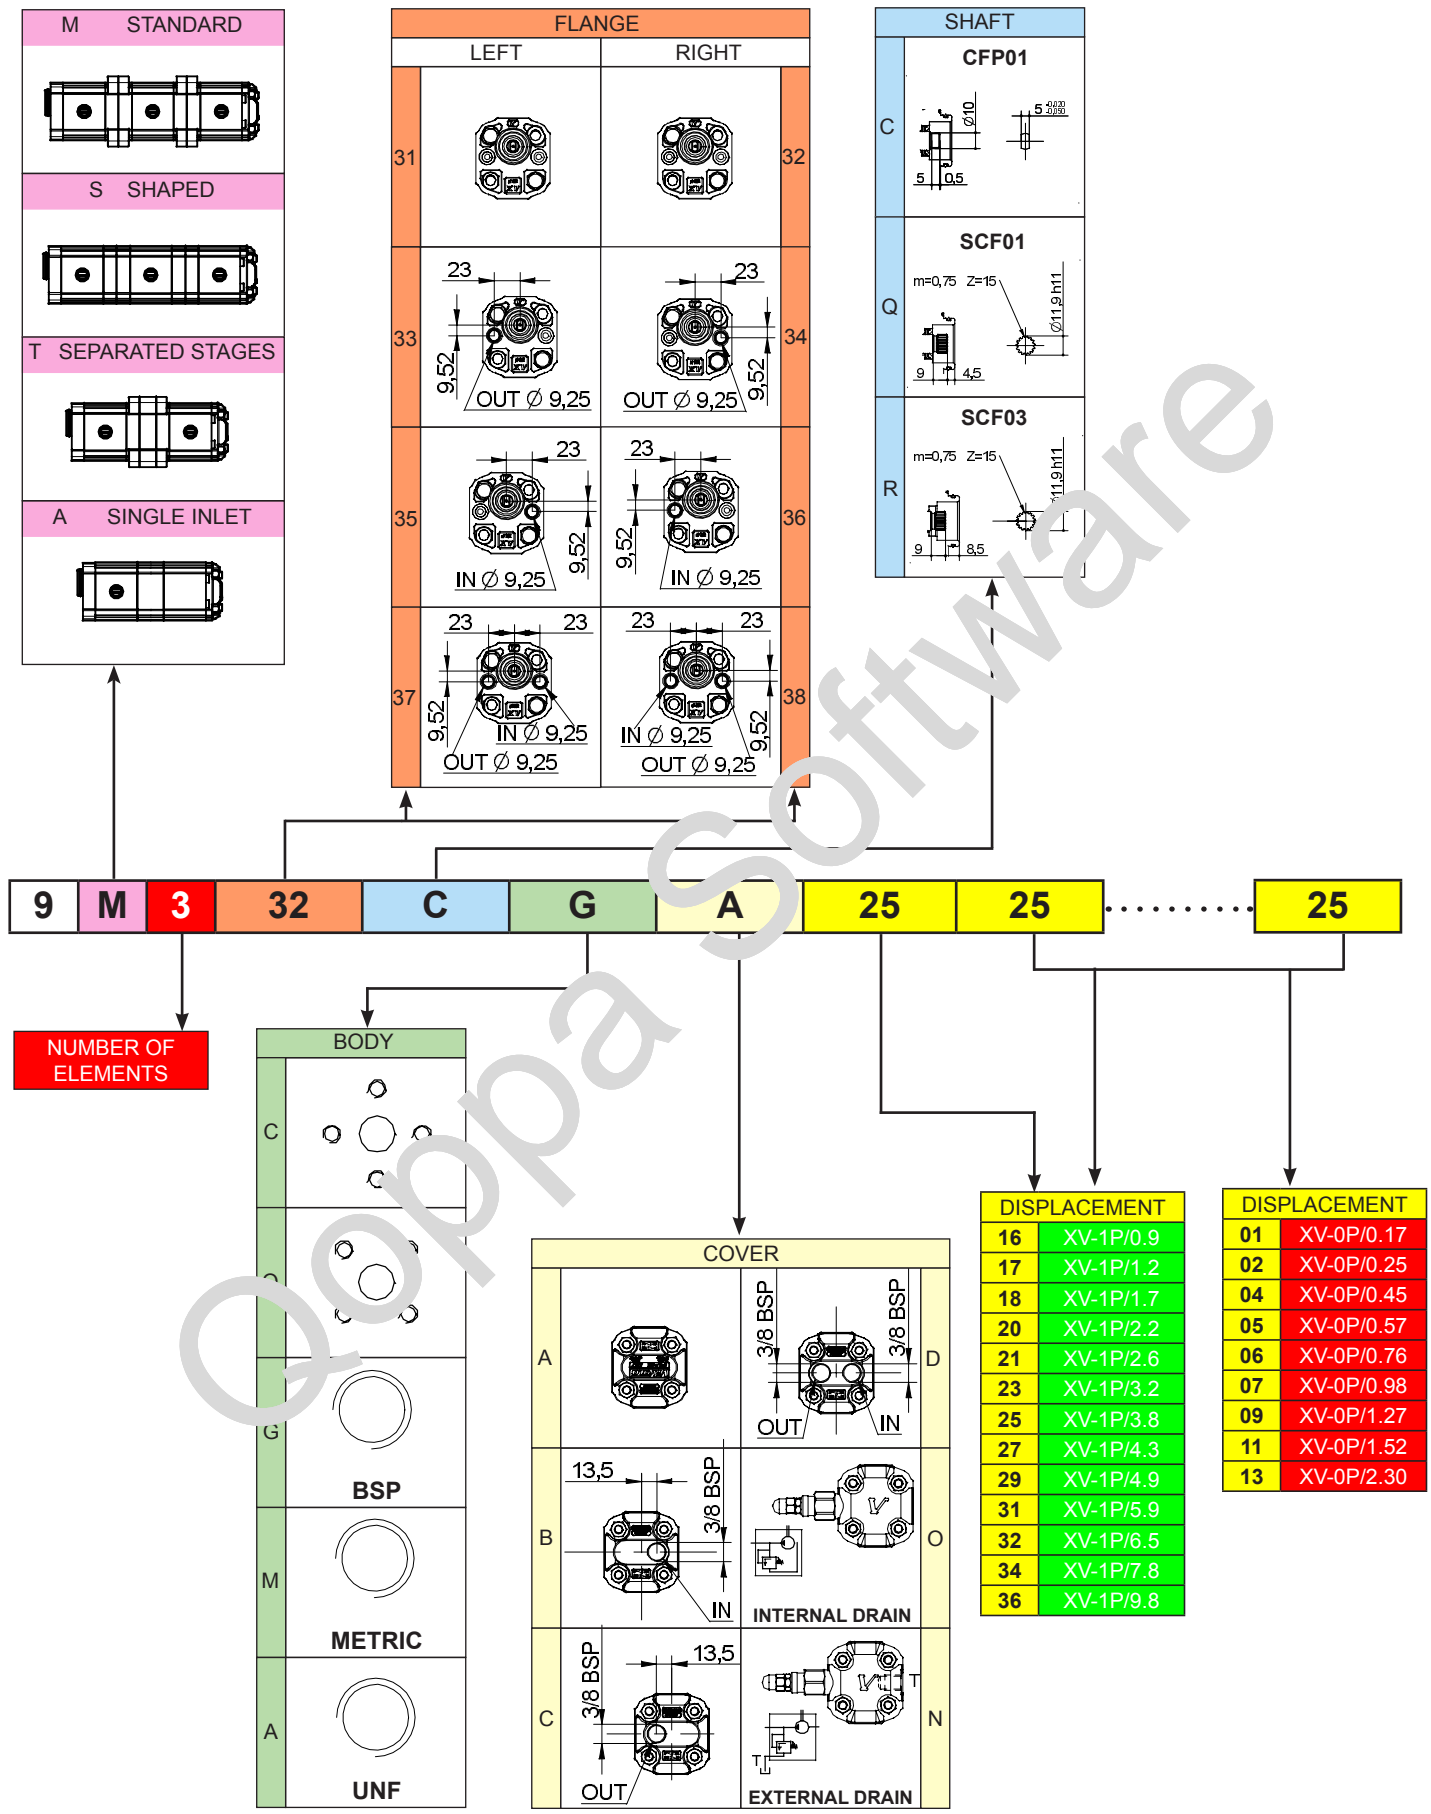 M STANDARD
S SHAPED
T SEPARATED STAGES
A SINGLE INLET
FLANGE
LEFT RIGHT
31
32
33
23
9,52
OUT Ø 9,25
34
23
9,52
OUT Ø 9,25
35
23
9,52
IN Ø 9,25
36
23
9,52
IN Ø 9,25
37
23 23
9,52
IN Ø 9,25
OUT Ø 9,25
38
23 23
9,52
IN Ø 9,25
OUT Ø 9,25
SHAFT
C
CFP01
Ø10
5 -0,020 -0,050
5 0,5
Q
SCF01
m=0,75 Z=15
Ø11,9 h11
9 4,5
R
SCF03
m=0,75 Z=15
Ø11,9 h11
9 8,5
9 M 3 32 C G A 25 25 .......... 25
NUMBER OF
ELEMENTS
BODY
C
G
BSP
M
METRIC
A
UNF
COVER
A
D
3/8 BSP
3/8 BSP
OUT
IN
B
13,5
3/8 BSP
IN
O
INTERNAL DRAIN
C
3/8 BSP
13,5
OUT
N
T
T
EXTERNAL DRAIN
DISPLACEMENT
16 XV-1P/0.9
17 XV-1P/1.2
18 XV-1P/1.7
20 XV-1P/2.2
21 XV-1P/2.6
23 XV-1P/3.2
25 XV-1P/3.8
27 XV-1P/4.3
29 XV-1P/4.9
31 XV-1P/5.9
32 XV-1P/6.5
34 XV-1P/7.8
36 XV-1P/9.8
DISPLACEMENT
01 XV-0P/0.17
02 XV-0P/0.25
04 XV-0P/0.45
05 XV-0P/0.57
06 XV-0P/0.76
07 XV-0P/0.98
09 XV-0P/1.27
11 XV-0P/1.52
13 XV-0P/2.30
Qoppa Software